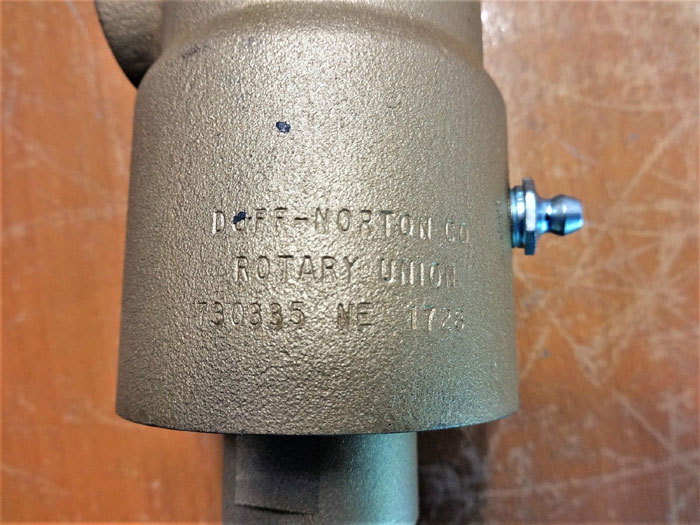 DUFF-NORTON CO
ROTARY UNION
730335 NE 1728